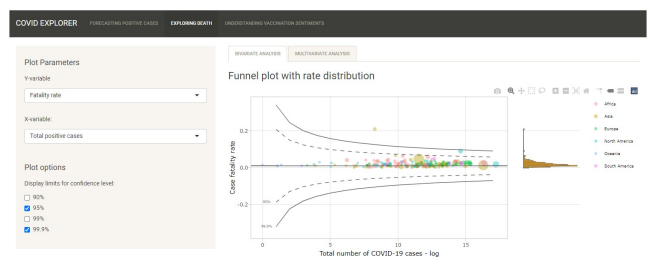 COVID EXPLORER FORECASTING POSITIVE CASES EXPLORING DEATH UNDERSTANDING VACCINATION SENTIMENTS
Plot Parameters
Y-variable
Fatality rate
X-variable:
Total positive cases
Plot options
Display limits for confidence level:
90%
95%
99%
99.9%
BIVARIATE ANALYSIS MULTIVARIATE ANALYSIS
Funnel plot with rate distribution
Africa
Asia
Europe
North America
Oceania
South America
Case fatality rate
0.2
0.0
-0.2
95%
99.9%
0 5 10 15
Total number of COVID-19 cases - log